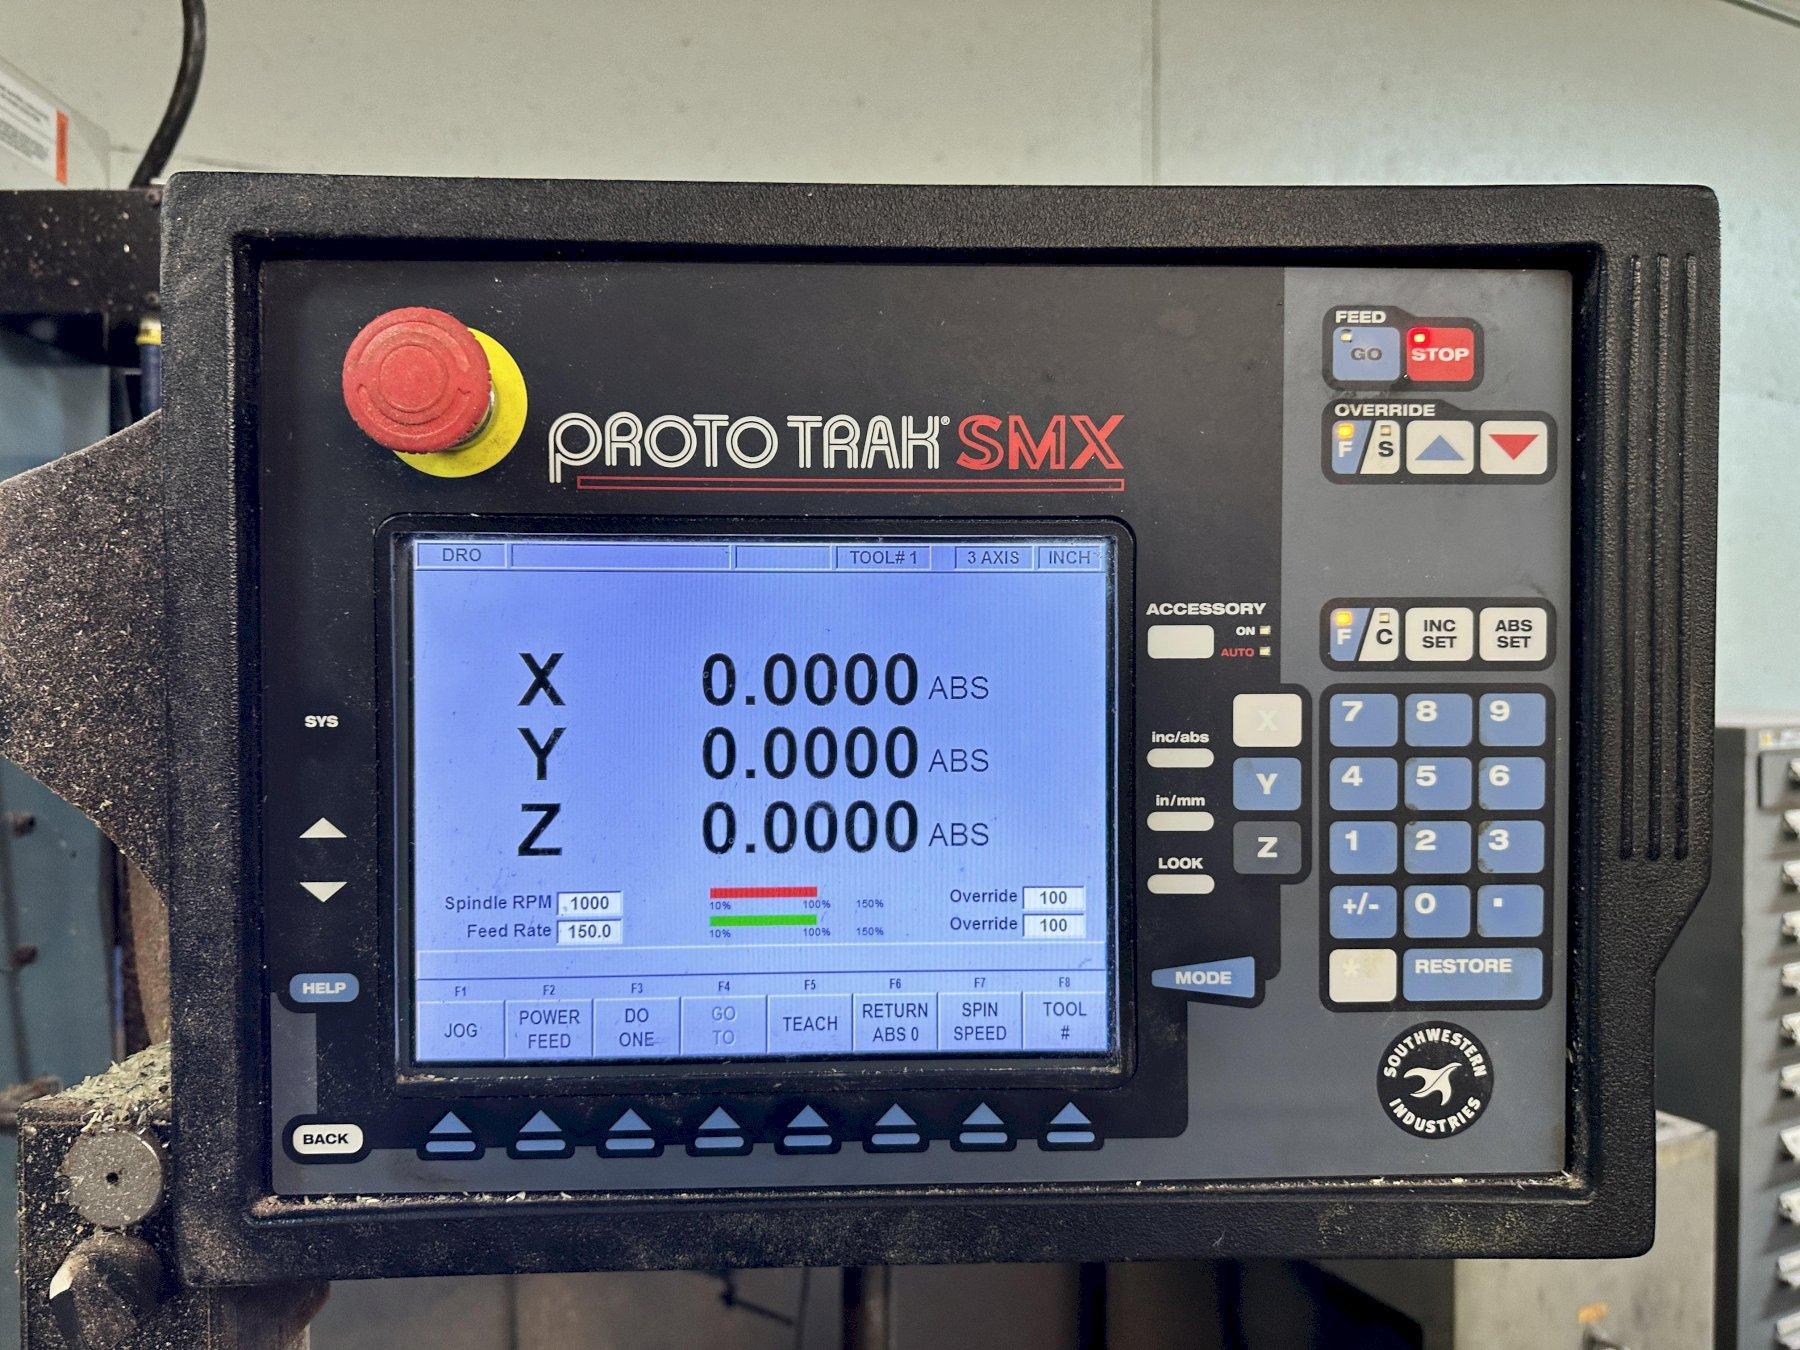 PROTO TRAK® SMX
FEED
GO STOP
OVERRIDE
F / S
DRO TOOL# 1 3 AXIS INCH
X 0.0000 ABS
Y 0.0000 ABS
Z 0.0000 ABS
Spindle RPM 1000 10% 100% 150% Override 100
Feed Rate 150.0 10% 100% 150% Override 100
F1 F2 F3 F4 F5 F6 F7 F8
JOG
POWER FEED
DO ONE
GO TO
TEACH
RETURN ABS 0
SPIN SPEED
TOOL #
SYS
HELP
BACK
ACCESSORY
ON
AUTO
inc/abs
in/mm
LOOK
MODE
X
Y
Z
F / C
INC SET
ABS SET
7 8 9
4 5 6
1 2 3
+/- 0 .
* RESTORE
SOUTHWESTERN
INDUSTRIES